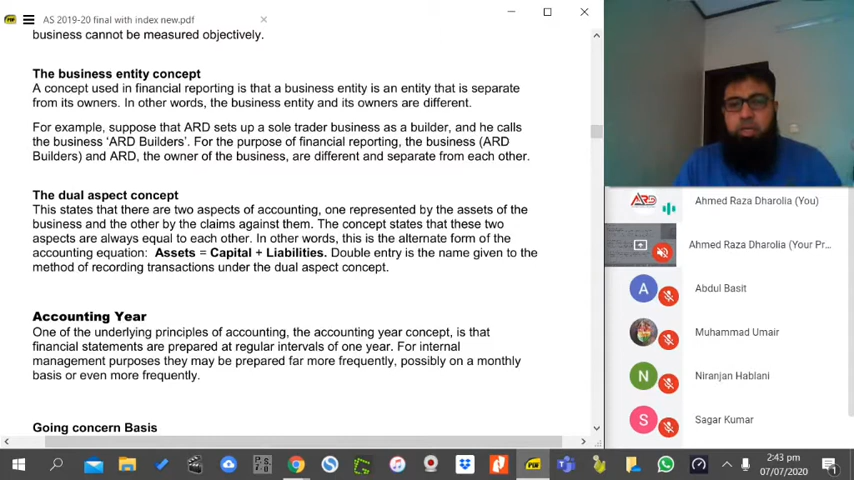 AS 2019-20 final with index new.pdf
business cannot be measured objectively.
The business entity concept
A concept used in financial reporting is that a business entity is an entity that is separate
from its owners. In other words, the business entity and its owners are different.
For example, suppose that ARD sets up a sole trader business as a builder, and he calls
the business ‘ARD Builders’. For the purpose of financial reporting, the business (ARD
Builders) and ARD, the owner of the business, are different and separate from each other.
The dual aspect concept
This states that there are two aspects of accounting, one represented by the assets of the
business and the other by the claims against them. The concept states that these two
aspects are always equal to each other. In other words, this is the alternate form of the
accounting equation: Assets = Capital + Liabilities. Double entry is the name given to the
method of recording transactions under the dual aspect concept.
Accounting Year
One of the underlying principles of accounting, the accounting year concept, is that
financial statements are prepared at regular intervals of one year. For internal
management purposes they may be prepared far more frequently, possibly on a monthly
basis or even more frequently.
Going concern Basis
ARD
Ahmed Raza Dharolia (You)
Ahmed Raza Dharolia (Your Pr...
A
Abdul Basit
Muhammad Umair
N
Niranjan Hablani
S
Sagar Kumar
2:43 pm
07/07/2020